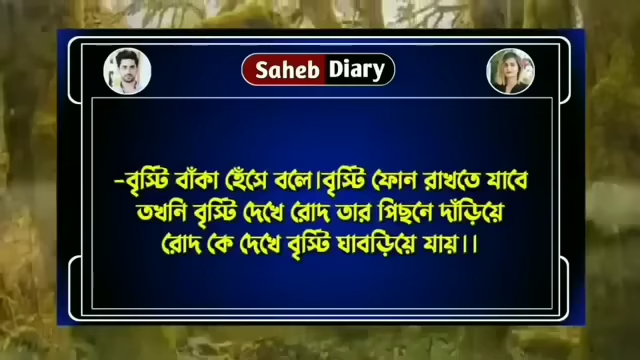 Saheb Diary
-বৃস্টি বাঁকা হেঁসে বলে।বৃস্টি ফোন রাখতে যাবে
তখনি বৃস্টি দেখে রোদ তার পিছনে দাঁড়িয়ে
রোদ কে দেখে বৃস্টি ঘাবড়িয়ে যায়।।